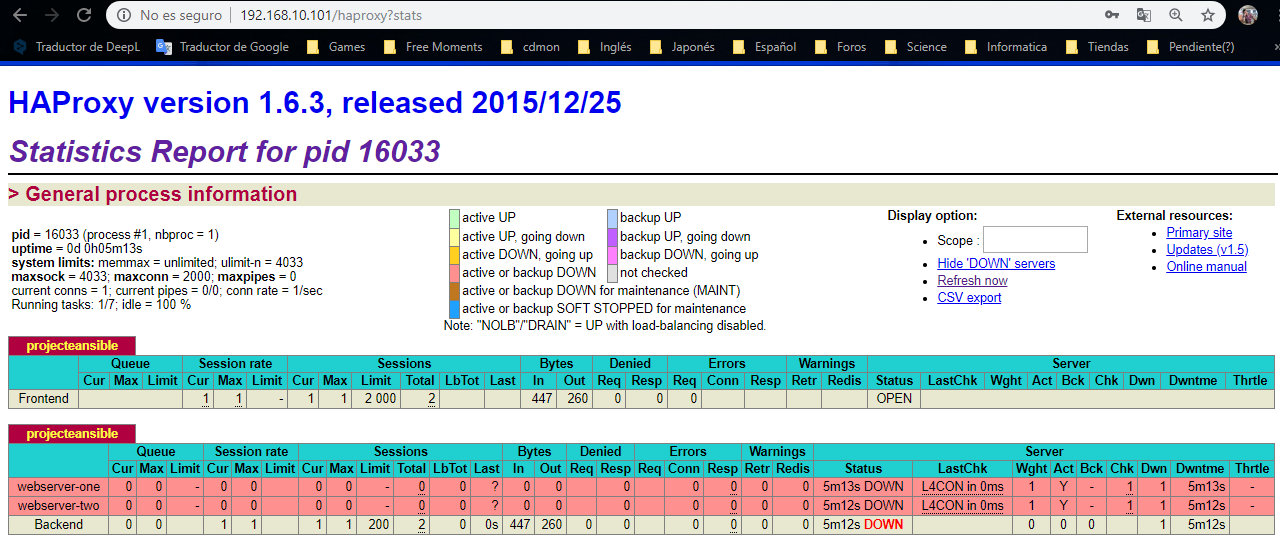 No es seguro | 192.168.10.101/haproxy?stats
Traductor de DeepL Traductor de Google Games Free Moments cdmon Inglés Japonés Español Foros Science Informatica Tiendas Pendiente(?) »
HAProxy version 1.6.3, released 2015/12/25
Statistics Report for pid 16033
> General process information
pid = 16033 (process #1, nbproc = 1)
uptime = 0d 0h05m13s
system limits: memmax = unlimited; ulimit-n = 4033
maxsock = 4033; maxconn = 2000; maxpipes = 0
current conns = 1; current pipes = 0/0; conn rate = 1/sec
Running tasks: 1/7; idle = 100 %
active UP backup UP
active UP, going down backup UP, going down
active DOWN, going up backup DOWN, going up
active or backup DOWN not checked
active or backup DOWN for maintenance (MAINT)
active or backup SOFT STOPPED for maintenance
Note: "NOLB"/"DRAIN" = UP with load-balancing disabled.
Display option:
• Scope :
• Hide 'DOWN' servers
• Refresh now
• CSV export
External resources:
• Primary site
• Updates (v1.5)
• Online manual
projecteansible
Queue Session rate Sessions Bytes Denied Errors Warnings Server
Cur Max Limit Cur Max Limit Cur Max Limit Total LbTot Last In Out Req Resp Req Conn Resp Retr Redis Status LastChk Wght Act Bck Chk Dwn Dwntme Thrtle
Frontend 1 1 - 1 1 2 000 2 447 260 0 0 0 OPEN
projecteansible
Queue Session rate Sessions Bytes Denied Errors Warnings Server
Cur Max Limit Cur Max Limit Cur Max Limit Total LbTot Last In Out Req Resp Req Conn Resp Retr Redis Status LastChk Wght Act Bck Chk Dwn Dwntme Thrtle
webserver-one 0 0 - 0 0 0 0 - 0 0 ? 0 0 0 0 0 0 0 5m13s DOWN L4CON in 0ms 1 Y - 1 1 5m13s -
webserver-two 0 0 - 0 0 0 0 - 0 0 ? 0 0 0 0 0 0 0 5m12s DOWN L4CON in 0ms 1 Y - 1 1 5m12s -
Backend 0 0 1 1 1 1 200 2 0 0s 447 260 0 0 0 0 0 0 5m12s DOWN 0 0 0 1 5m12s